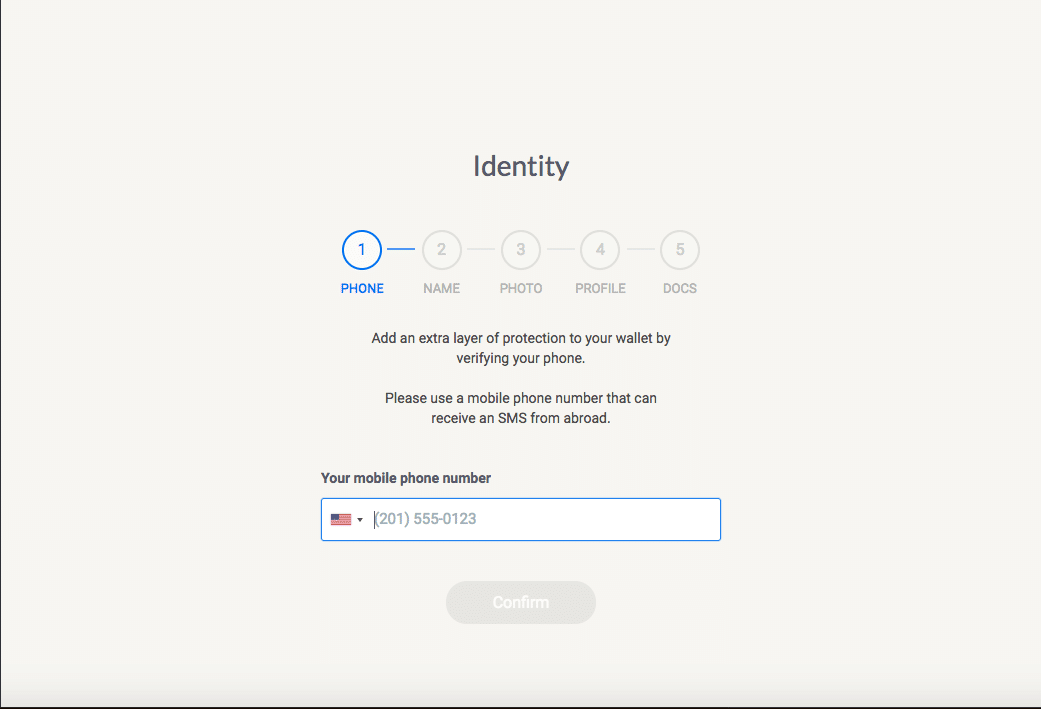 Identity
1 2 3 4 5
PHONE NAME PHOTO PROFILE DOCS
Add an extra layer of protection to your wallet by
verifying your phone.
Please use a mobile phone number that can
receive an SMS from abroad.
Your mobile phone number
(201) 555-0123
Confirm